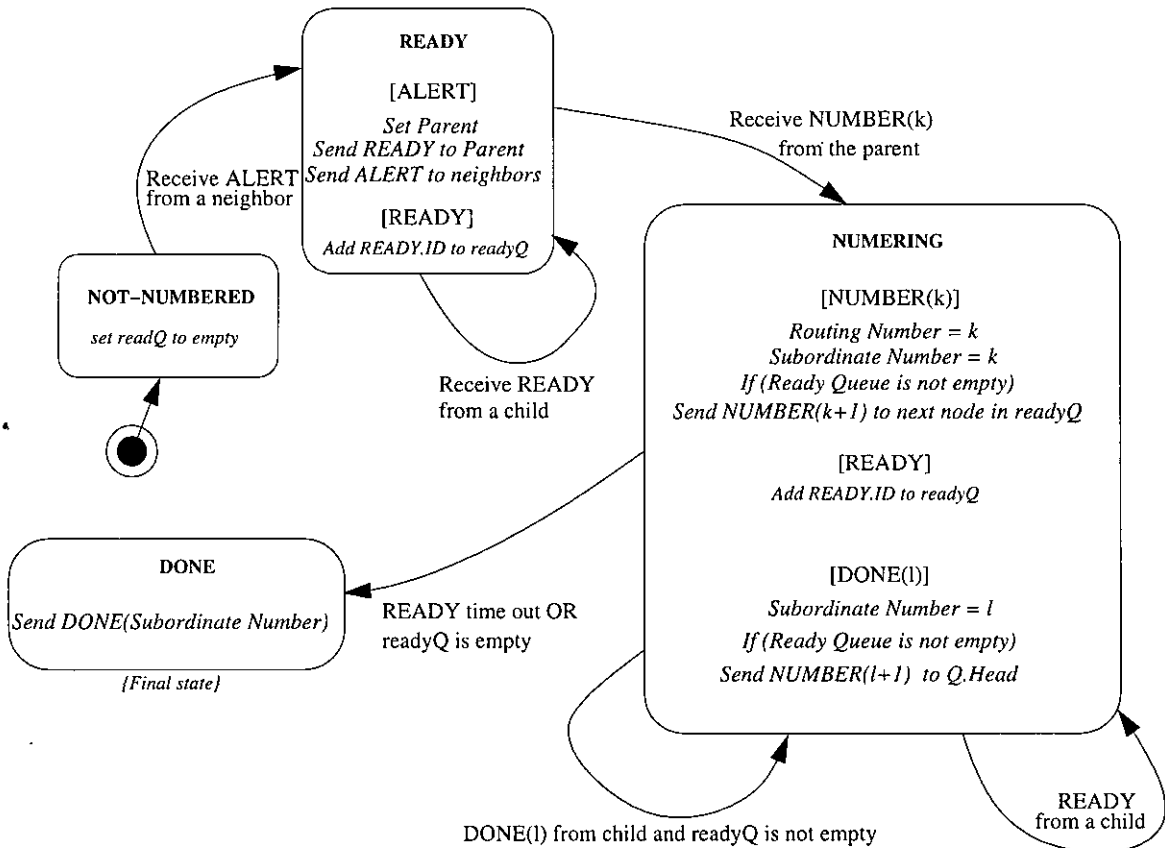 READY
[ALERT]
Set Parent
Send READY to Parent
Send ALERT to neighbors
[READY]
Add READY.ID to readyQ
Receive ALERT
from a neighbor
Receive NUMBER(k)
from the parent
NOT-NUMBERED
set readQ to empty
Receive READY
from a child
NUMERING
[NUMBER(k)]
Routing Number = k
Subordinate Number = k
If (Ready Queue is not empty)
Send NUMBER(k+1) to next node in readyQ
[READY]
Add READY.ID to readyQ
[DONE(l)]
Subordinate Number = l
If (Ready Queue is not empty)
Send NUMBER(l+1) to Q.Head
DONE
Send DONE(Subordinate Number)
{Final state}
READY time out OR
readyQ is empty
DONE(l) from child and readyQ is not empty
READY
from a child